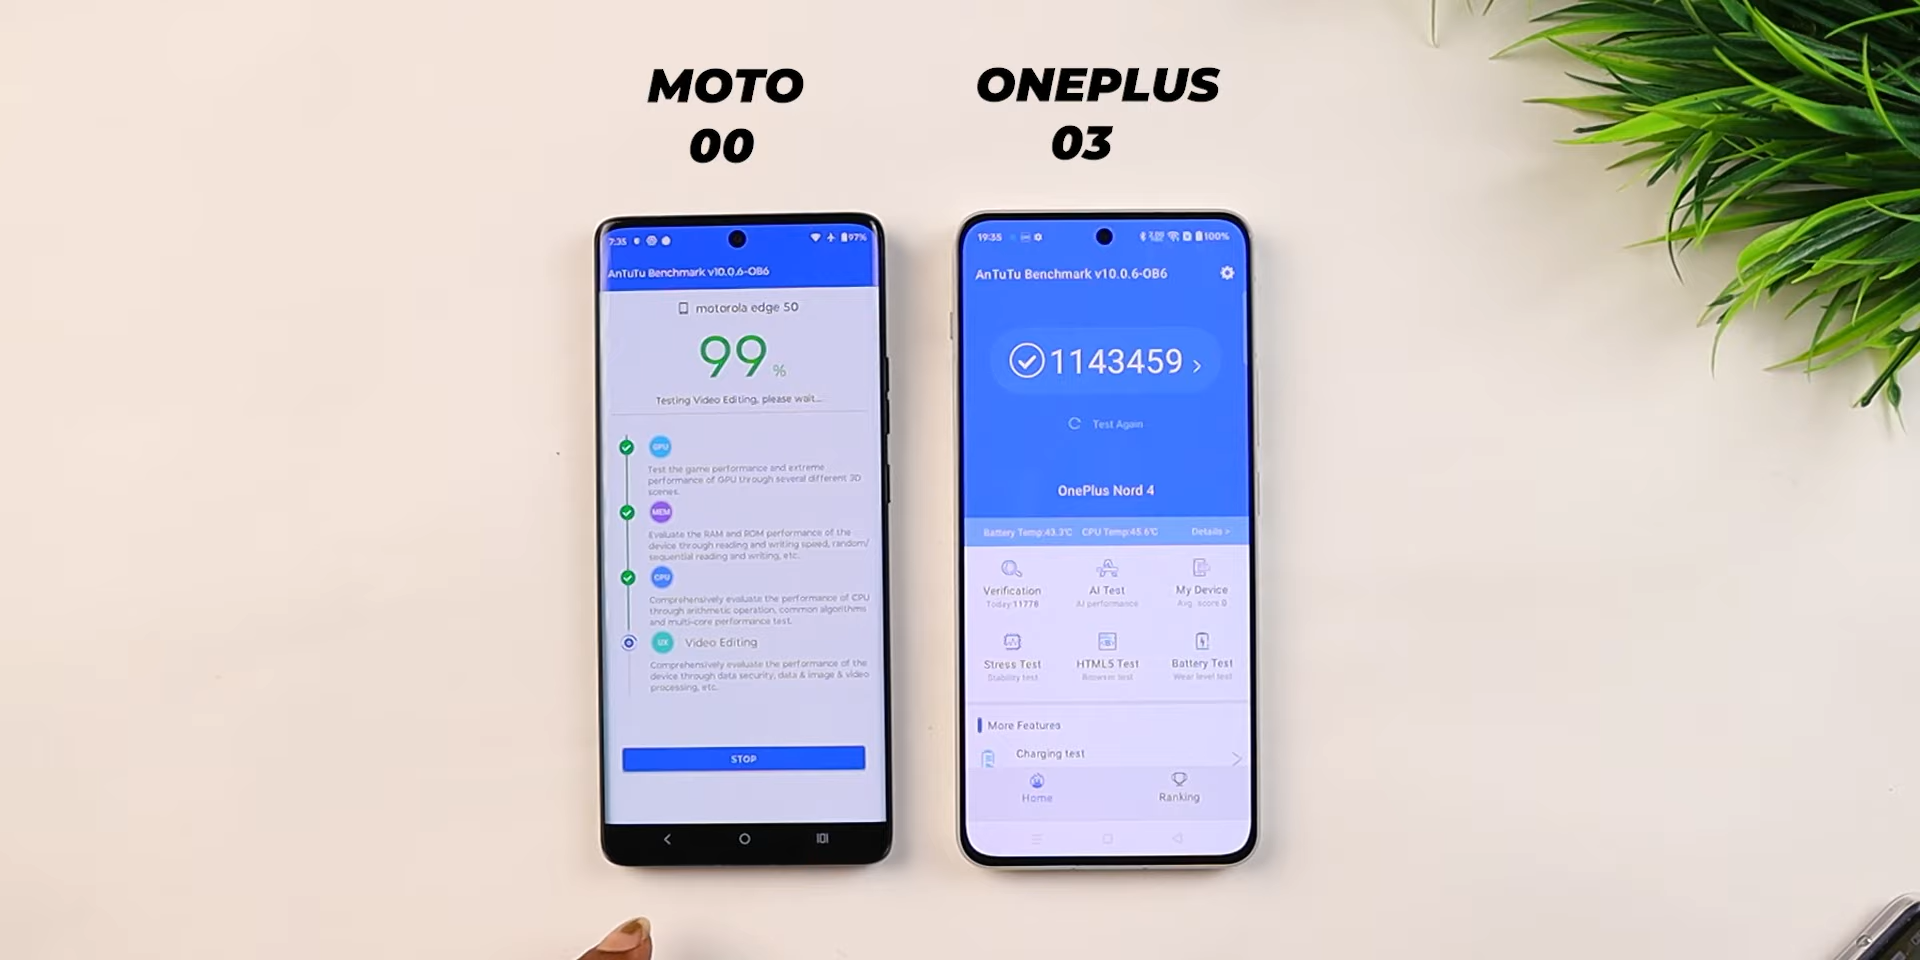 MOTO
00
ONEPLUS
03
7:35
97%
AnTuTu Benchmark v10.0.6-OB6
motorola edge 50
99 %
Testing Video Editing, please wait...
GPU
Test the game performance and extreme
performance of GPU through several different 3D
scenes.
MEM
Evaluate the RAM and ROM performance of the
device through reading and writing speed, random/
sequential reading and writing, etc.
CPU
Comprehensively evaluate the performance of CPU
through arithmetic operation, common algorithms
and multi-core performance test.
UX Video Editing
Comprehensively evaluate the performance of the
device through data security, data & image & video
processing, etc.
STOP
19:35
100%
AnTuTu Benchmark v10.0.6-OB6
1143459 >
Test Again
OnePlus Nord 4
Battery Temp:43.3℃ CPU Temp:45.6℃ Details >
Verification AI Test My Device
Today 11778 AI performance Avg. score 0
Stress Test HTML5 Test Battery Test
Stability test Browser test Wear level test
More Features
Charging test
Home Ranking